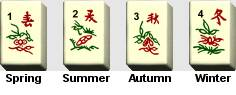 1 春 2 夏 3 秋 4 冬
Spring Summer Autumn Winter